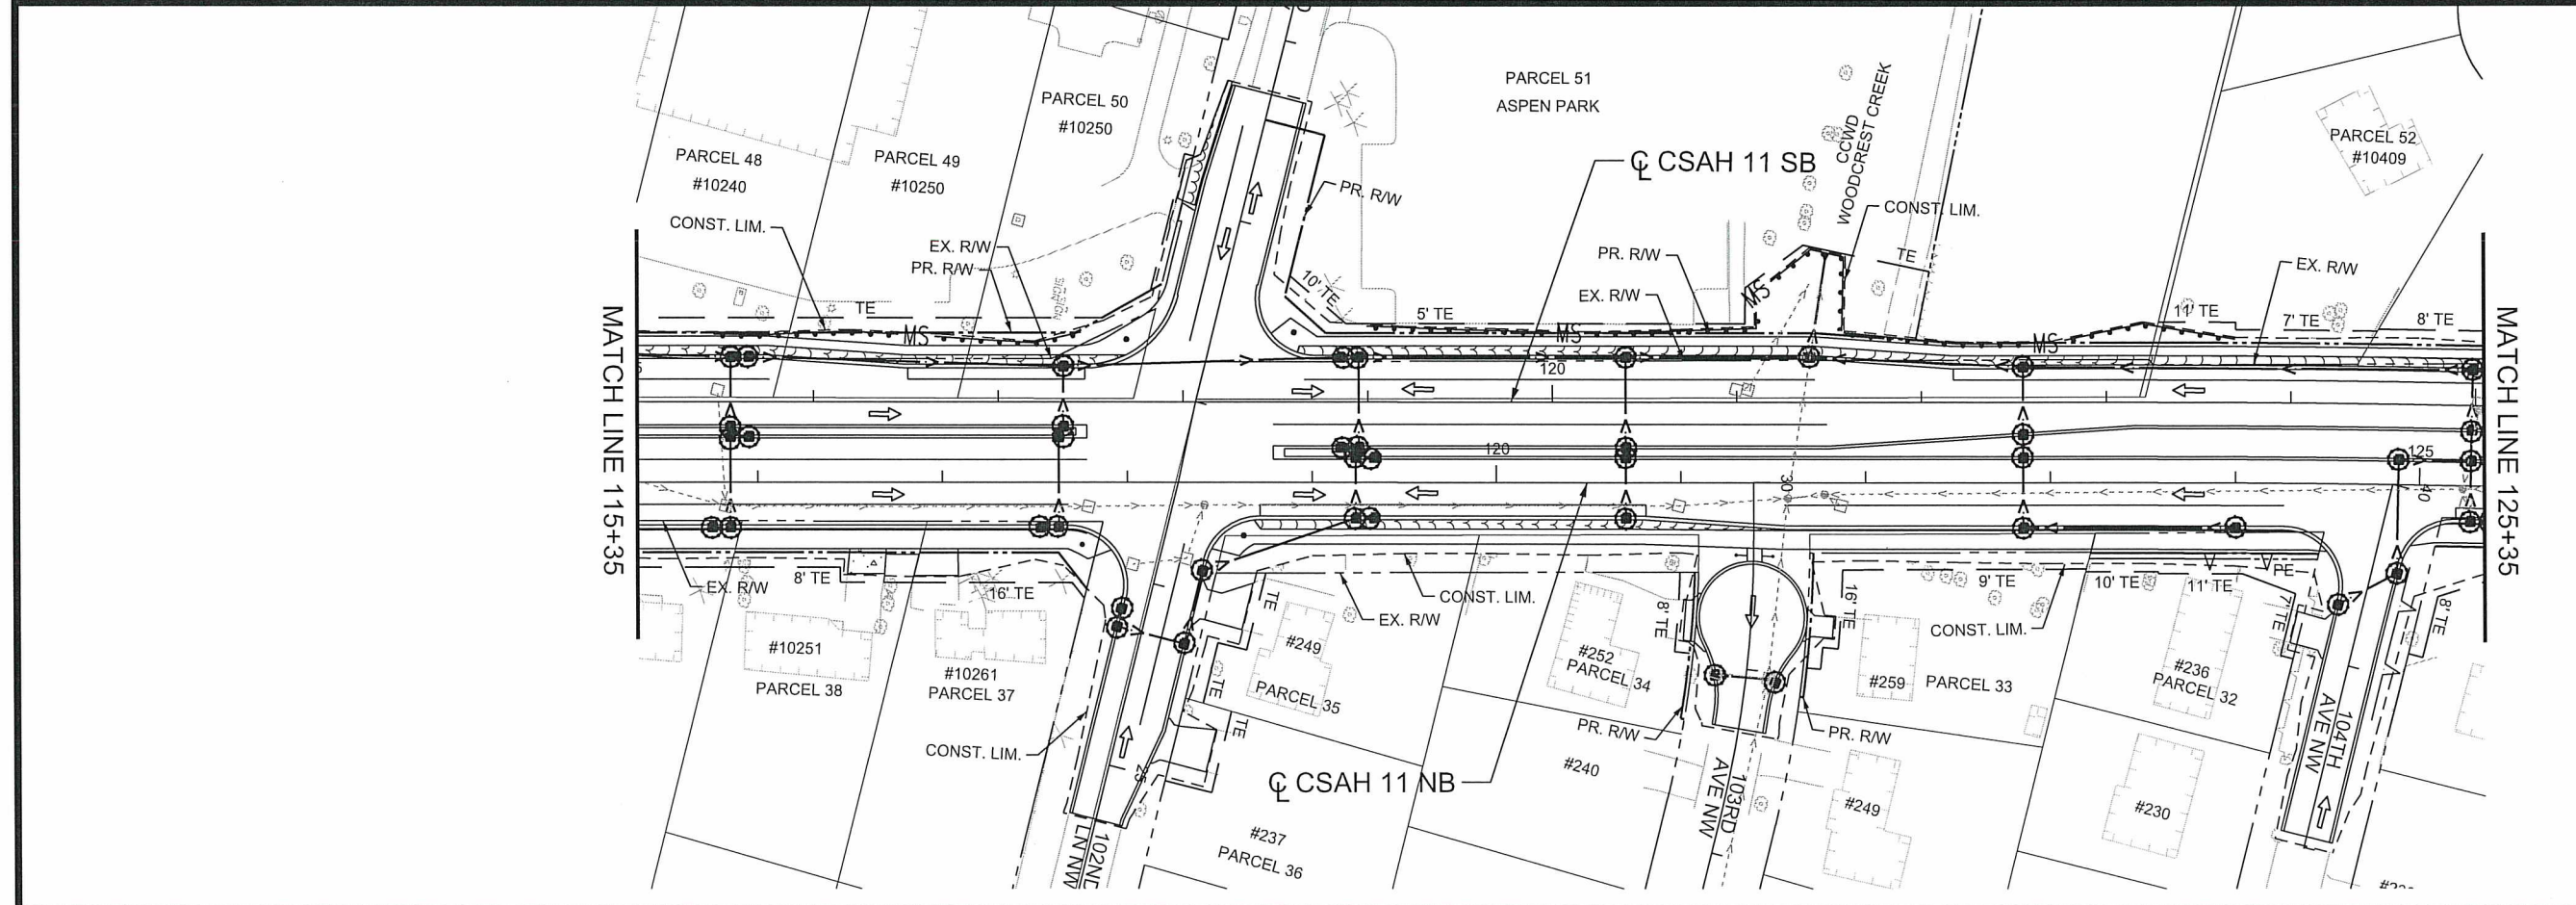 PARCEL 51
ASPEN PARK
PARCEL 50
#10250
PARCEL 48
#10240
PARCEL 49
#10250
CCWD
WOODCREST CREEK
PARCEL 52
#10409
℄ CSAH 11 SB
PR. R/W
CONST. LIM.
CONST. LIM.
EX. R/W
PR. R/W
PR. R/W
EX. R/W
TE
EX. R/W
SIGN
SIGN
TE
10' TE
5' TE
MS
11' TE
7' TE
8' TE
MS
MS
MS
120
MATCH LINE 115+35
MATCH LINE 125+35
120
125
30
40
EX. R/W
8' TE
16' TE
TE
CONST. LIM.
EX. R/W
8' TE
16' TE
9' TE
10' TE
11' TE
PE
7' TE
8' TE
CONST. LIM.
#10251
PARCEL 38
#10261
PARCEL 37
#249
PARCEL 35
#252
PARCEL 34
#259
PARCEL 33
#236
PARCEL 32
TE
TE
PR. R/W
PR. R/W
CONST. LIM.
25
℄ CSAH 11 NB
#240
103RD
AVE NW
#249
#230
104TH
AVE NW
#237
PARCEL 36
102ND
LN NW